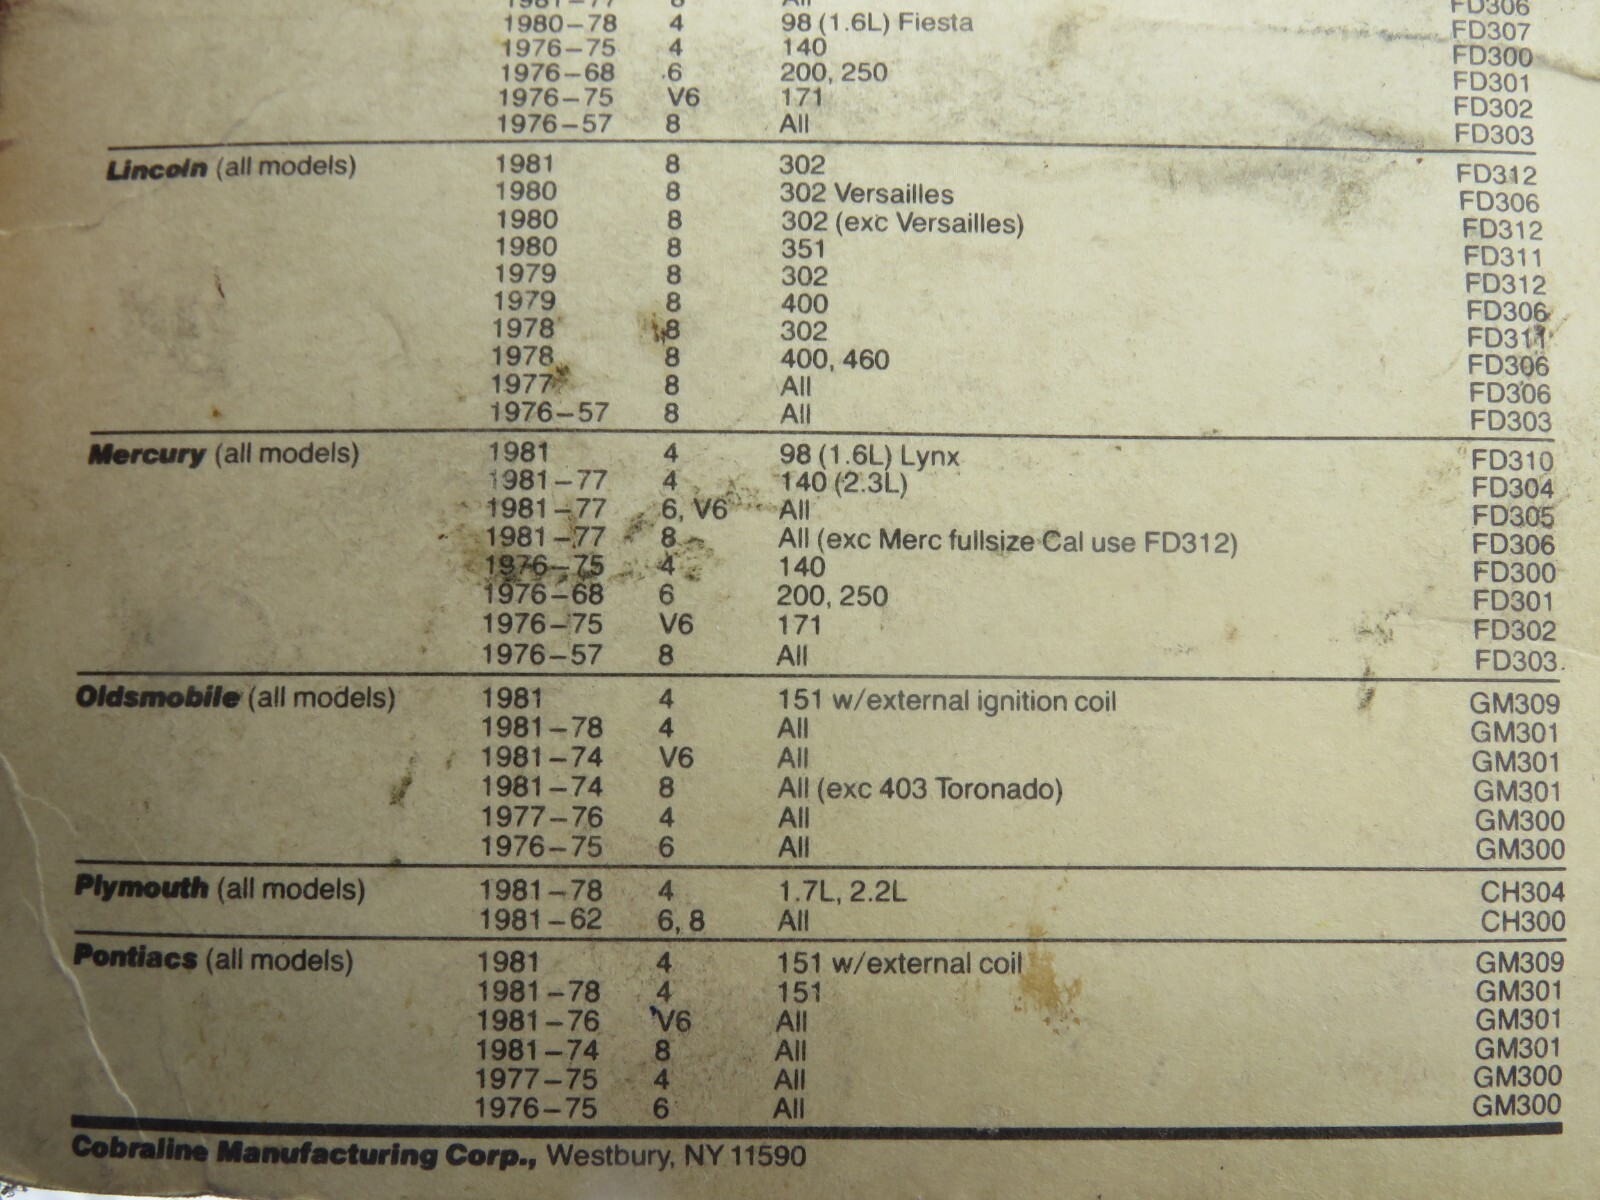 1981-77 8 All FD306
1980-78 4 98 (1.6L) Fiesta FD307
1976-75 4 140 FD300
1976-68 6 200, 250 FD301
1976-75 V6 171 FD302
1976-57 8 All FD303
Lincoln (all models) 1981 8 302 FD312
1980 8 302 Versailles FD306
1980 8 302 (exc Versailles) FD312
1980 8 351 FD311
1979 8 302 FD312
1979 8 400 FD306
1978 8 302 FD311
1978 8 400, 460 FD306
1977 8 All FD306
1976-57 8 All FD303
Mercury (all models) 1981 4 98 (1.6L) Lynx FD310
1981-77 4 140 (2.3L) FD304
1981-77 6, V6 All FD305
1981-77 8 All (exc Merc fullsize Cal use FD312) FD306
1976-75 4 140 FD300
1976-68 6 200, 250 FD301
1976-75 V6 171 FD302
1976-57 8 All FD303
Oldsmobile (all models) 1981 4 151 w/external ignition coil GM309
1981-78 4 All GM301
1981-74 V6 All GM301
1981-74 8 All (exc 403 Toronado) GM301
1977-76 4 All GM300
1976-75 6 All GM300
Plymouth (all models) 1981-78 4 1.7L, 2.2L CH304
1981-62 6, 8 All CH300
Pontiacs (all models) 1981 4 151 w/external coil GM309
1981-78 4 151 GM301
1981-76 V6 All GM301
1981-74 8 All GM301
1977-75 4 All GM300
1976-75 6 All GM300
Cobraline Manufacturing Corp., Westbury, NY 11590